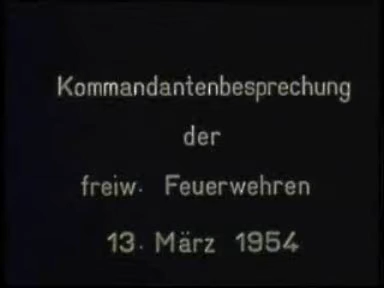 Kommandantenbesprechung
der
freiw. Feuerwehren
13. März 1954